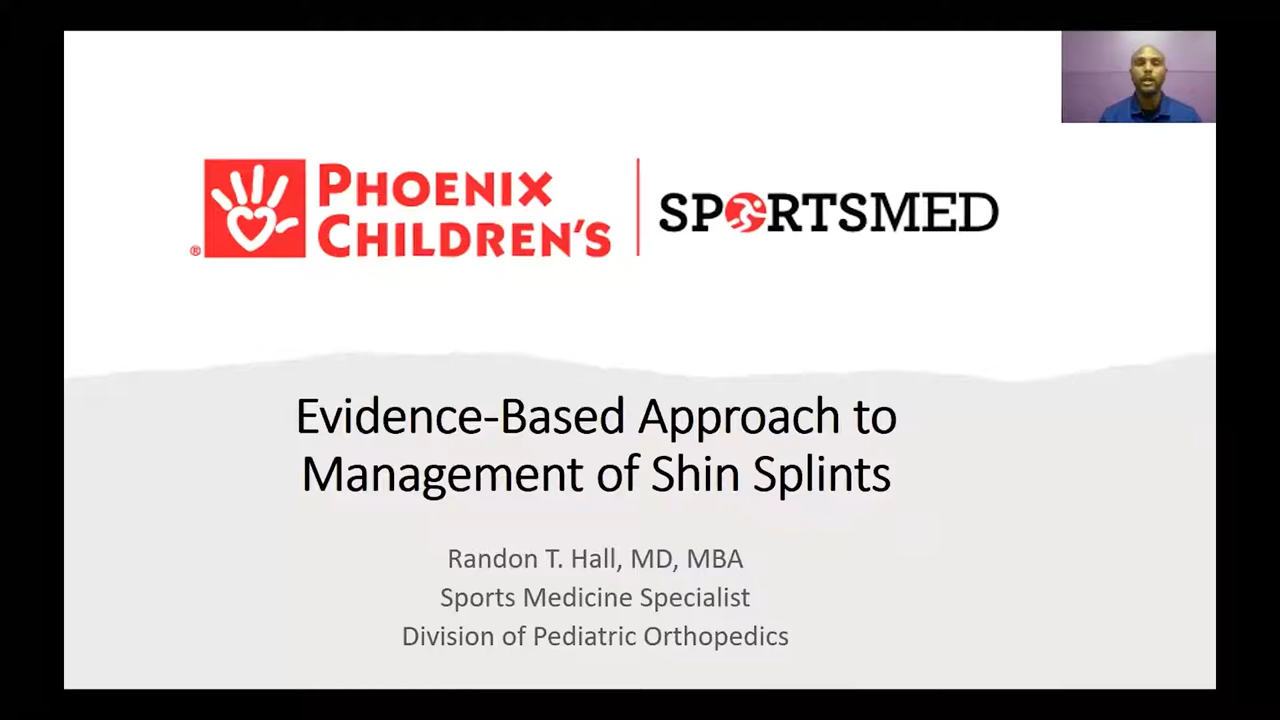 PHOENIX
CHILDREN'S
®
SPORTSMED
Evidence-Based Approach to
Management of Shin Splints
Randon T. Hall, MD, MBA
Sports Medicine Specialist
Division of Pediatric Orthopedics